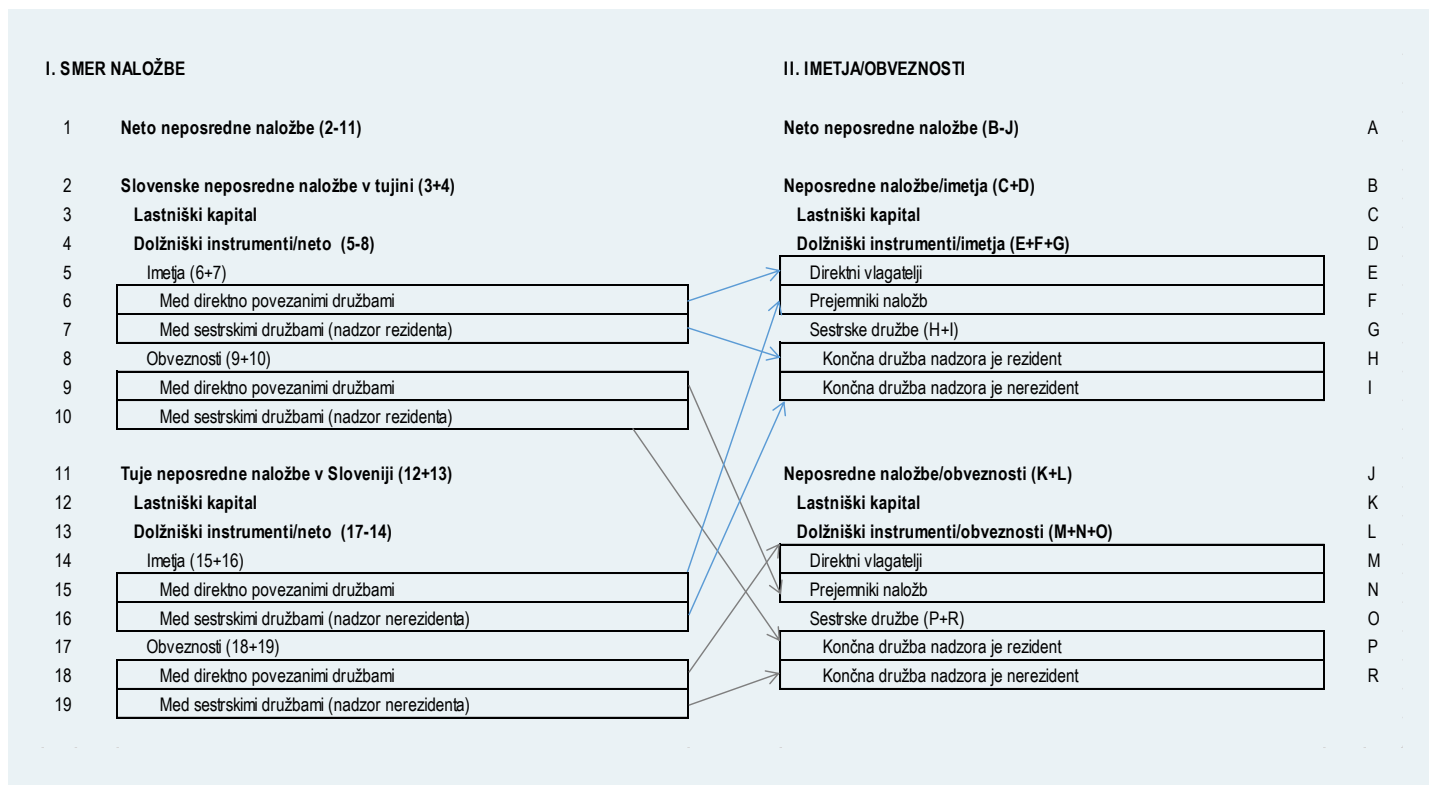 I. SMER NALOŽBE II. IMETJA/OBVEZNOSTI
1 Neto neposredne naložbe (2-11) Neto neposredne naložbe (B-J) A
2 Slovenske neposredne naložbe v tujini (3+4) Neposredne naložbe/imetja (C+D) B
3 Lastniški kapital Lastniški kapital C
4 Dolžniški instrumenti/neto (5-8) Dolžniški instrumenti/imetja (E+F+G) D
5 Imetja (6+7) Direktni vlagatelji E
6 Med direktno povezanimi družbami Prejemniki naložb F
7 Med sestrskimi družbami (nadzor rezidenta) Sestrske družbe (H+I) G
8 Obveznosti (9+10) Končna družba nadzora je rezident H
9 Med direktno povezanimi družbami Končna družba nadzora je nerezident I
10 Med sestrskimi družbami (nadzor rezidenta)
11 Tuje neposredne naložbe v Sloveniji (12+13) Neposredne naložbe/obveznosti (K+L) J
12 Lastniški kapital Lastniški kapital K
13 Dolžniški instrumenti/neto (17-14) Dolžniški instrumenti/obveznosti (M+N+O) L
14 Imetja (15+16) Direktni vlagatelji M
15 Med direktno povezanimi družbami Prejemniki naložb N
16 Med sestrskimi družbami (nadzor nerezidenta) Sestrske družbe (P+R) O
17 Obveznosti (18+19) Končna družba nadzora je rezident P
18 Med direktno povezanimi družbami Končna družba nadzora je nerezident R
19 Med sestrskimi družbami (nadzor nerezidenta)